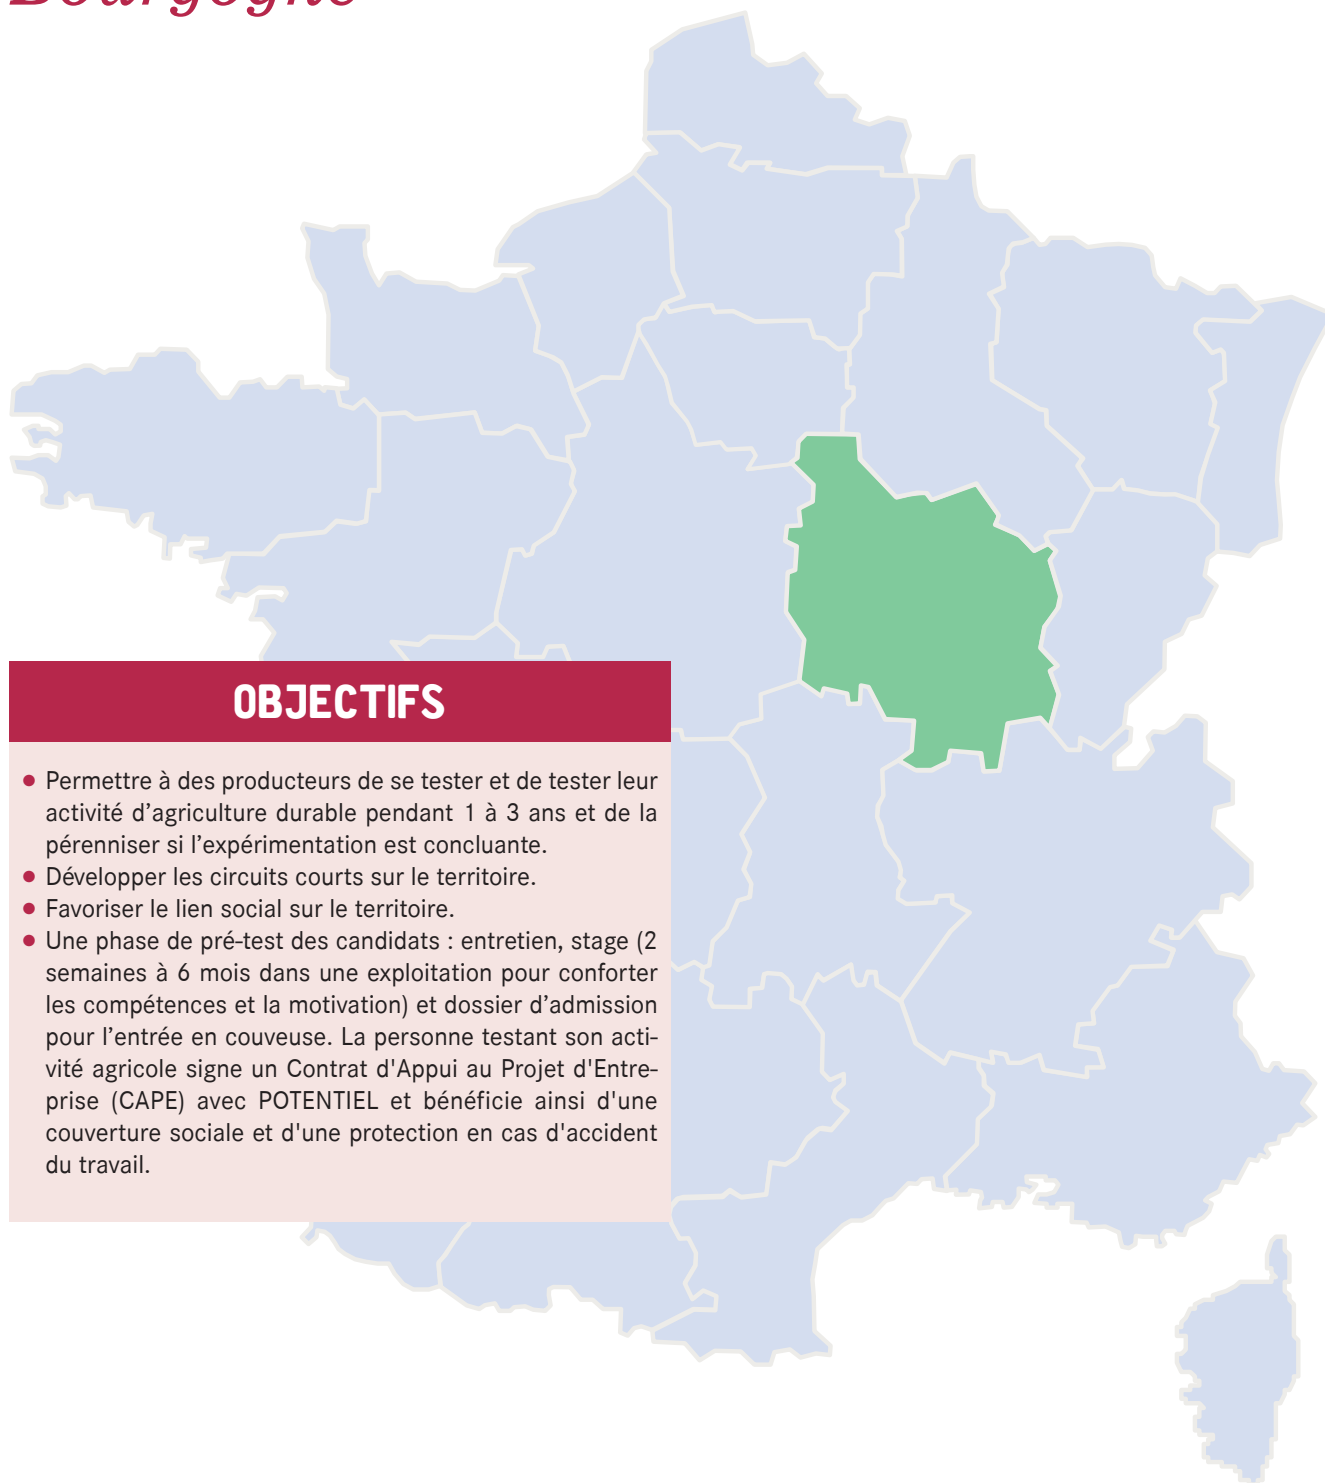 Bourgogne
OBJECTIFS
• Permettre à des producteurs de se tester et de tester leur
activité d’agriculture durable pendant 1 à 3 ans et de la
pérenniser si l’expérimentation est concluante.
• Développer les circuits courts sur le territoire.
• Favoriser le lien social sur le territoire.
• Une phase de pré-test des candidats : entretien, stage (2
semaines à 6 mois dans une exploitation pour conforter
les compétences et la motivation) et dossier d’admission
pour l’entrée en couveuse. La personne testant son acti-
vité agricole signe un Contrat d'Appui au Projet d'Entre-
prise (CAPE) avec POTENTIEL et bénéficie ainsi d'une
couverture sociale et d'une protection en cas d'accident
du travail.